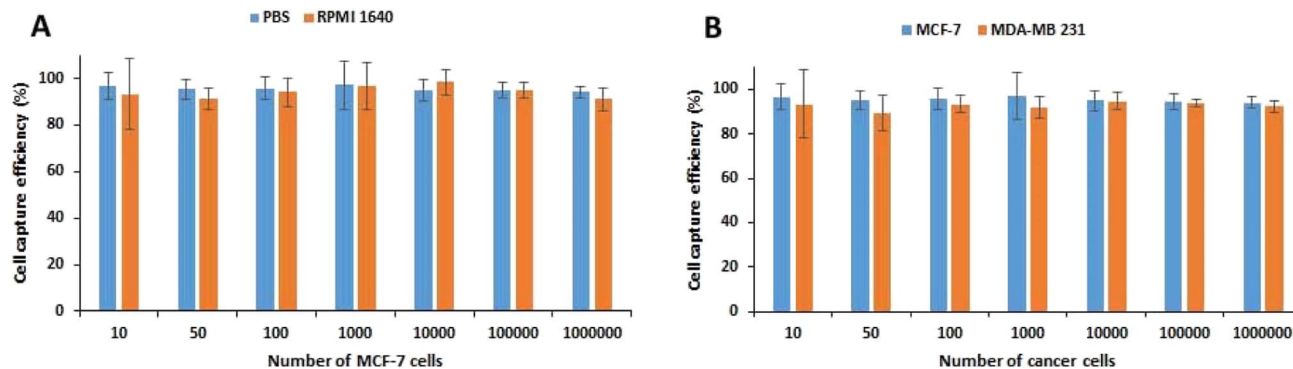 A
PBS RPMI 1640
Cell capture efficiency (%)
100
80
60
40
20
0
10 50 100 1000 10000 100000 1000000
Number of MCF-7 cells
B
MCF-7 MDA-MB 231
Cell capture efficiency (%)
100
80
60
40
20
0
10 50 100 1000 10000 100000 1000000
Number of cancer cells